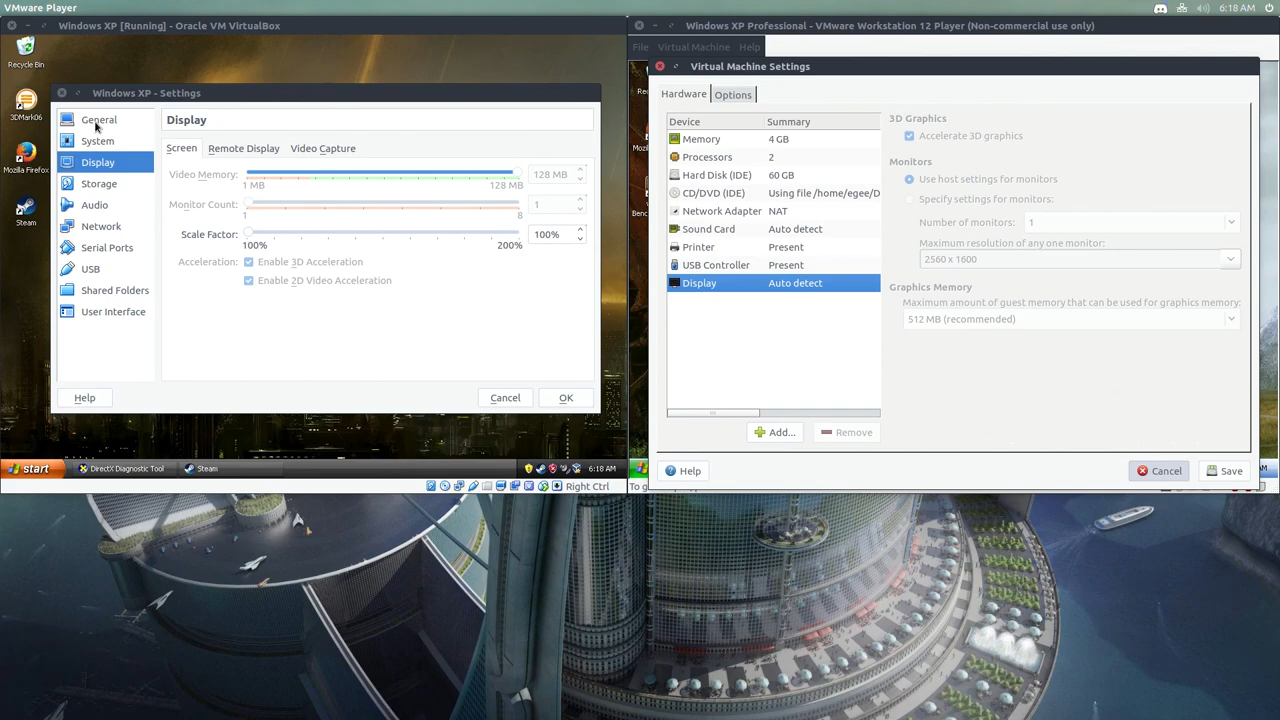 VMware Player
6:18 AM
Windows XP [Running] - Oracle VM VirtualBox
Recycle Bin
3DMark06
Mozilla Firefox
Steam
Windows XP - Settings
General
System
Display
Storage
Audio
Network
Serial Ports
USB
Shared Folders
User Interface
Display
Screen
Remote Display
Video Capture
Video Memory:
128 MB
1 MB
128 MB
Monitor Count:
1
1
8
Scale Factor:
100%
100%
200%
Acceleration:
Enable 3D Acceleration
Enable 2D Video Acceleration
Help
Cancel
OK
start
DirectX Diagnostic Tool
Steam
6:18 AM
Right Ctrl
Windows XP Professional - VMware Workstation 12 Player (Non-commercial use only)
File
Virtual Machine
Help
Virtual Machine Settings
Hardware
Options
Device
Summary
Memory 4 GB
Processors 2
Hard Disk (IDE) 60 GB
CD/DVD (IDE) Using file /home/egee/D
Network Adapter NAT
Sound Card Auto detect
Printer Present
USB Controller Present
Display Auto detect
Add...
Remove
3D Graphics
Accelerate 3D graphics
Monitors
Use host settings for monitors
Specify settings for monitors:
Number of monitors: 1
Maximum resolution of any one monitor:
2560 x 1600
Graphics Memory
Maximum amount of guest memory that can be used for graphics memory:
512 MB (recommended)
Help
Cancel
Save